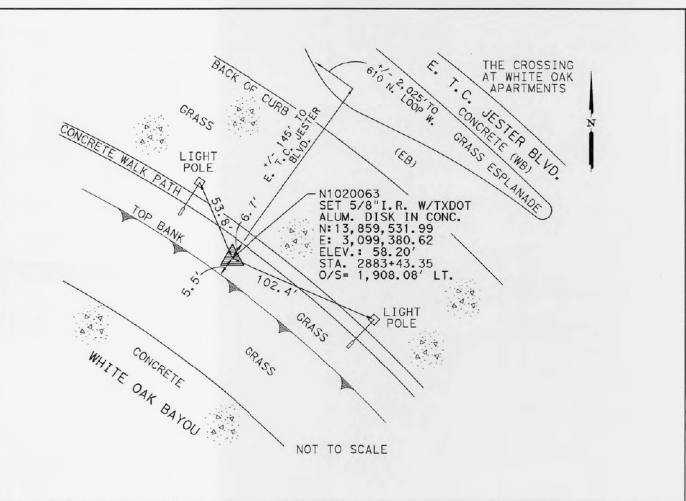 THE CROSSING
AT WHITE OAK
APARTMENTS
E. T.C. JESTER BLVD.
CONCRETE (WB)
GRASS ESPLANADE
(EB)
+/- 2,025' TO
610 N. LOOP W.
BACK OF CURB
GRASS
+/- 145' TO
E. T.C. JESTER
BLVD.
N
CONCRETE WALK PATH
LIGHT
POLE
TOP BANK
53.8'
6.7'
5.5'
102.4'
N1020063
SET 5/8"I.R. W/TXDOT
ALUM. DISK IN CONC.
N:13,859,531.99
E: 3,099,380.62
ELEV.: 58.20'
STA. 2883+43.35
O/S= 1,908.08' LT.
LIGHT
POLE
GRASS
GRASS
CONCRETE
WHITE OAK BAYOU
NOT TO SCALE